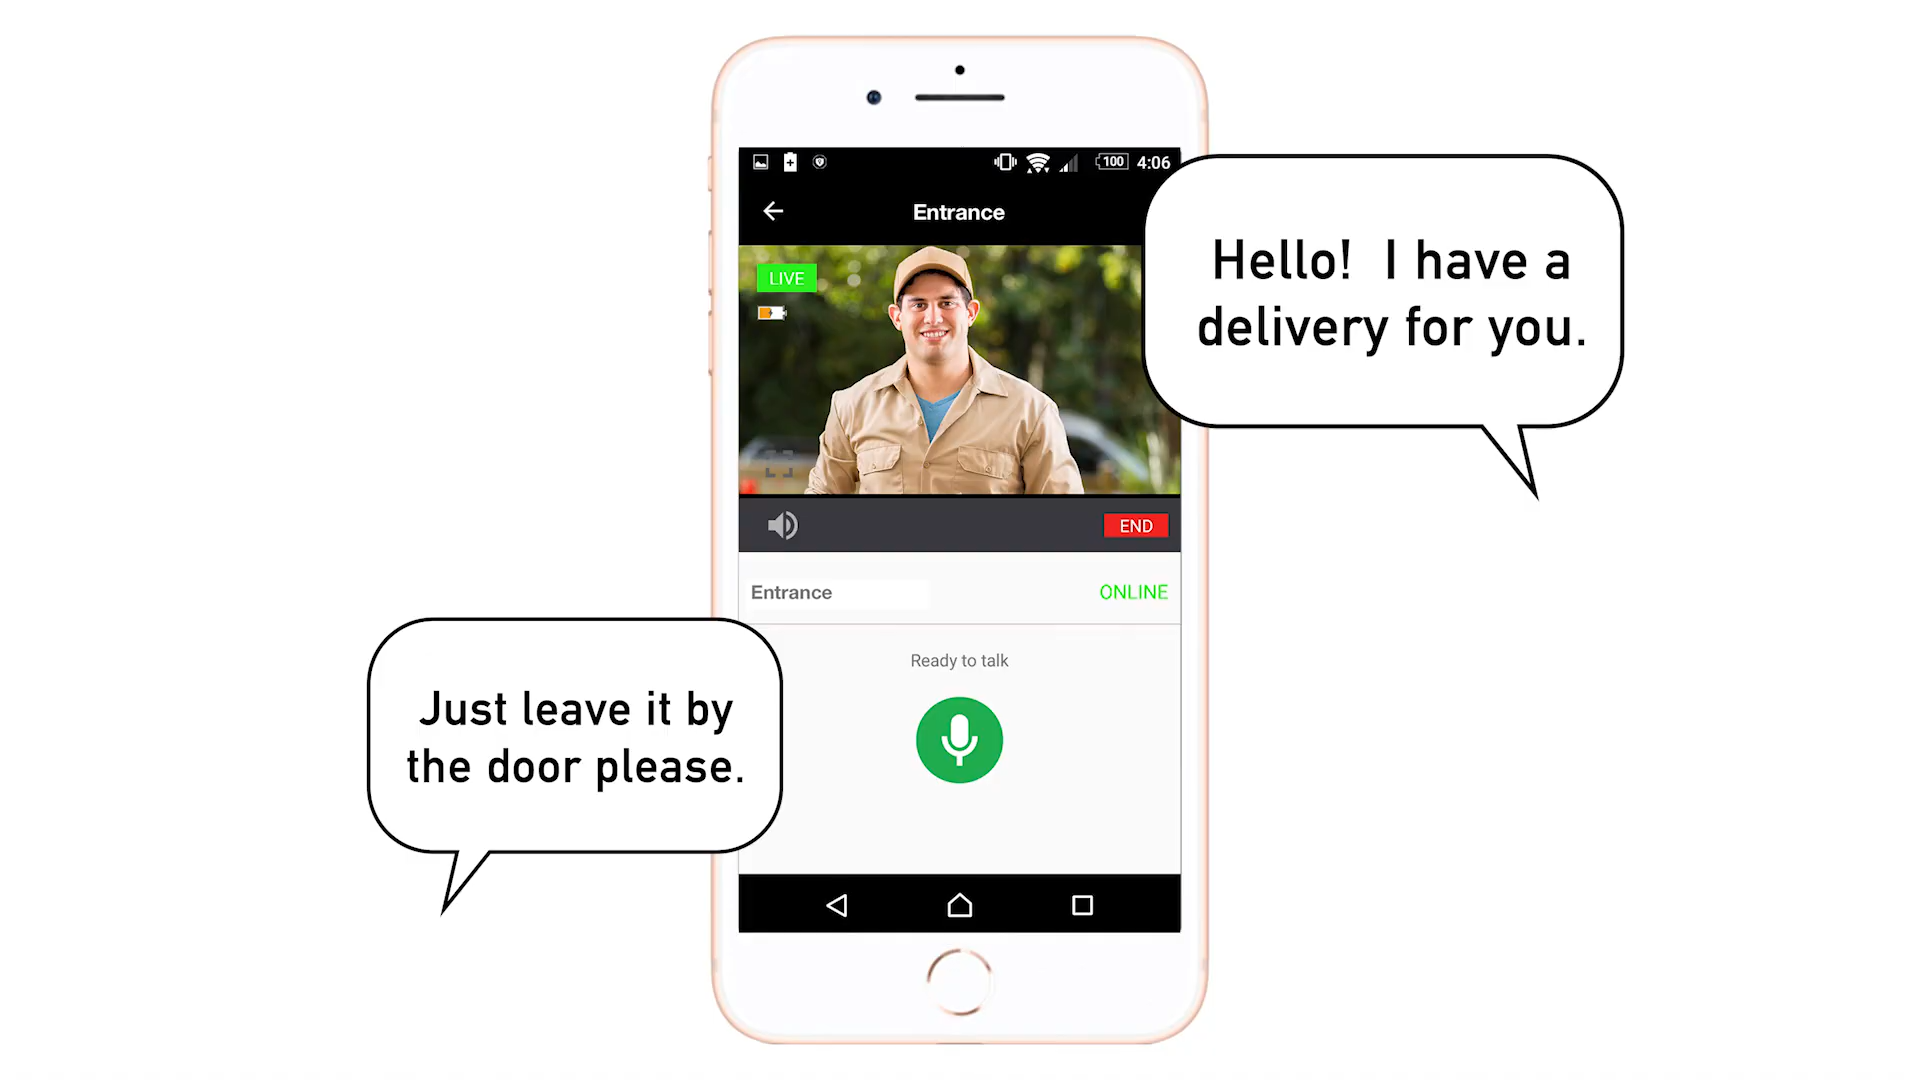 100 4:06
Entrance
LIVE
Hello! I have a
delivery for you.
END
Entrance
ONLINE
Ready to talk
Just leave it by
the door please.